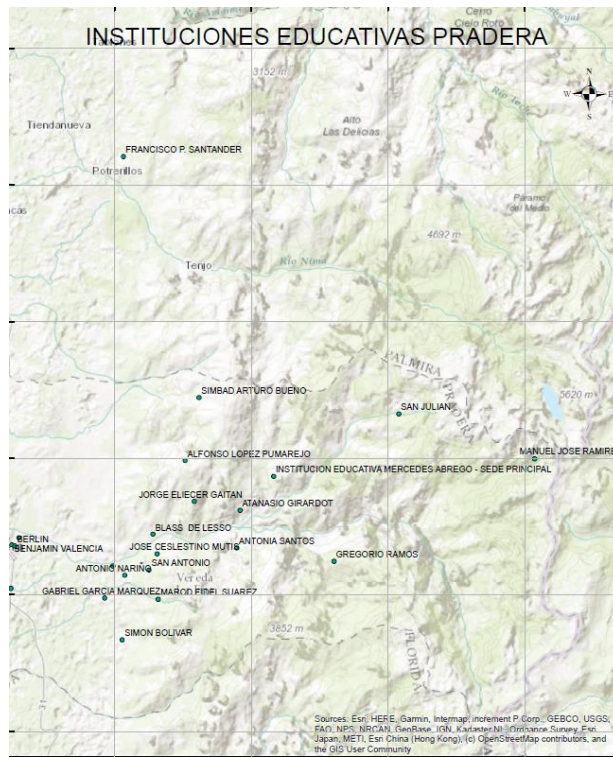 Cerro
Cielo Roto
INSTITUCIONES EDUCATIVAS PRADERA
3152 m
N
W E
S
Tiendanueva
Alto
Las Delicias
FRANCISCO P. SANTANDER
Potrerillos
Páramo
del Medio
4692 m
Tenjo
Río Nima
PALMIRA
PRADERA
SIMBAD ARTURO BUENO
5620 m
SAN JULIAN
ALFONSO LOPEZ PUMAREJO
MANUEL JOSE RAMIRE
INSTITUCION EDUCATIVA MERCEDES ABREGO - SEDE PRINCIPAL
JORGE ELIECER GAITAN
ATANASIO GIRARDOT
BLASS DE LESSO
BERLIN
BENJAMIN VALENCIA
JOSE CESLESTINO MUTIS
ANTONIA SANTOS
GREGORIO RAMOS
SAN ANTONIO
ANTONIO NARIÑO
Vereda
GABRIEL GARCIA MARQUEZ
MAROD FIDEL SUAREZ
3852 m
SIMON BOLIVAR
FLORIDA
31
Sources: Esri, HERE, Garmin, Intermap, increment P Corp., GEBCO, USGS,
FAO, NPS, NRCAN, GeoBase, IGN, Kadaster NL, Ordnance Survey, Esri
Japan, METI, Esri China (Hong Kong), (c) OpenStreetMap contributors, and
the GIS User Community